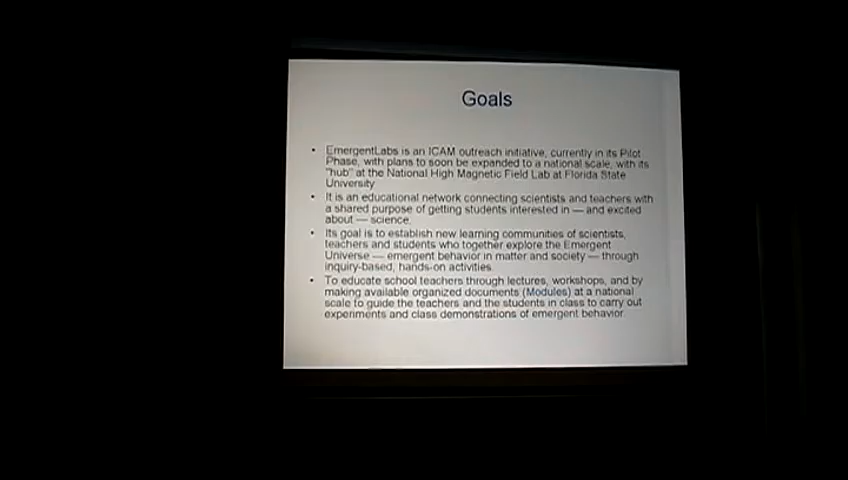 Goals
• EmergentLabs is an ICAM outreach initiative, currently in its Pilot
Phase, with plans to soon be expanded to a national scale, with its
"hub" at the National High Magnetic Field Lab at Florida State
University
• It is an educational network connecting scientists and teachers with
a shared purpose of getting students interested in — and excited
about — science.
• Its goal is to establish new learning communities of scientists,
teachers and students who together explore the Emergent
Universe — emergent behavior in matter and society — through
inquiry-based, hands-on activities.
• To educate school teachers through lectures, workshops, and by
making available organized documents (Modules) at a national
scale to guide the teachers and the students in class to carry out
experiments and class demonstrations of emergent behavior.